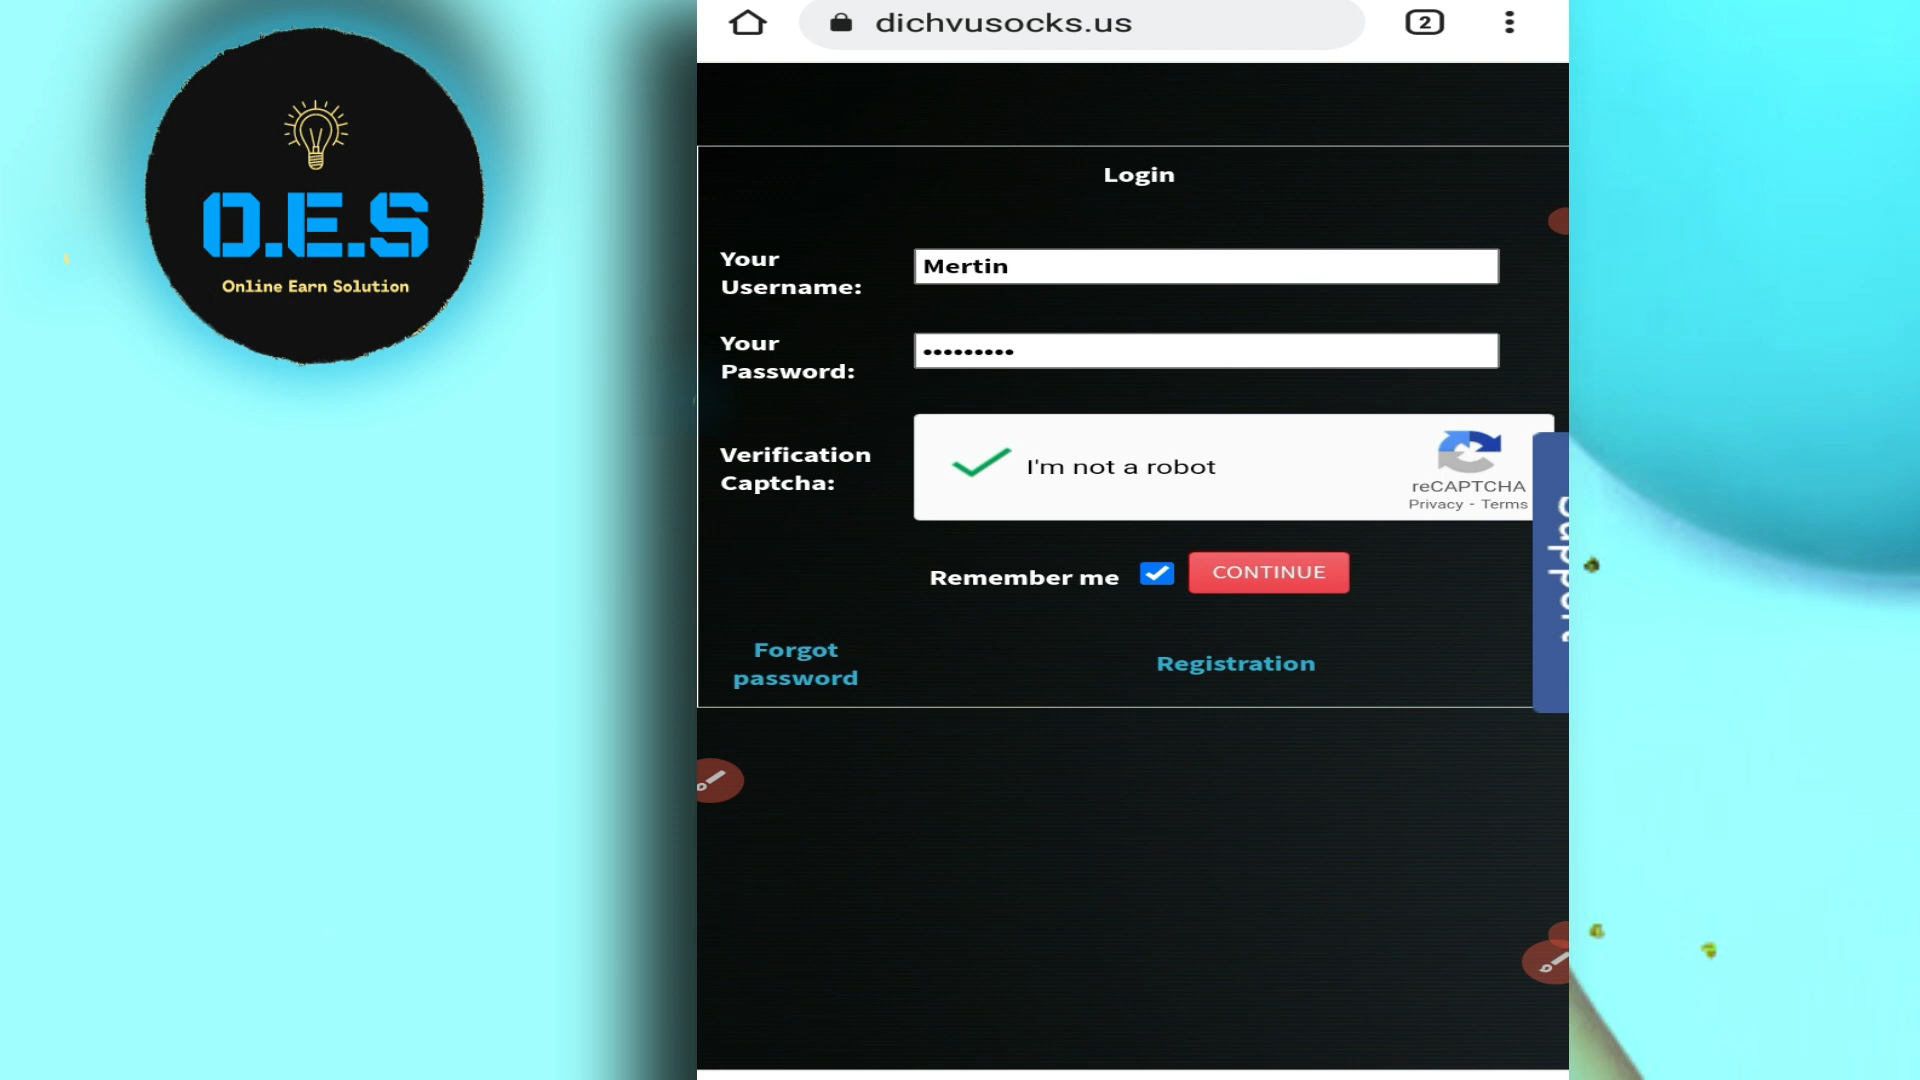 O.E.S
Online Earn Solution
dichvusocks.us
2
Login
Your
Username:
Mertin
Your
Password:
•••••••••
Verification
Captcha:
I'm not a robot
reCAPTCHA
Privacy - Terms
Remember me
CONTINUE
Forgot
password
Registration
Support